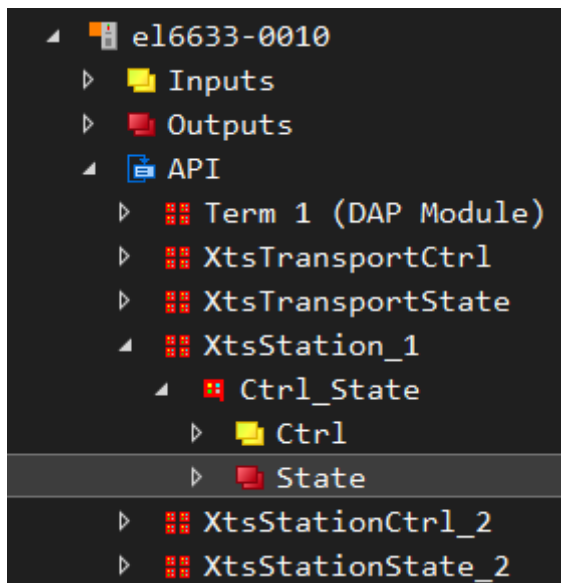 el6633-0010
Inputs
Outputs
API
Term 1 (DAP Module)
XtsTransportCtrl
XtsTransportState
XtsStation_1
Ctrl_State
Ctrl
State
XtsStationCtrl_2
XtsStationState_2